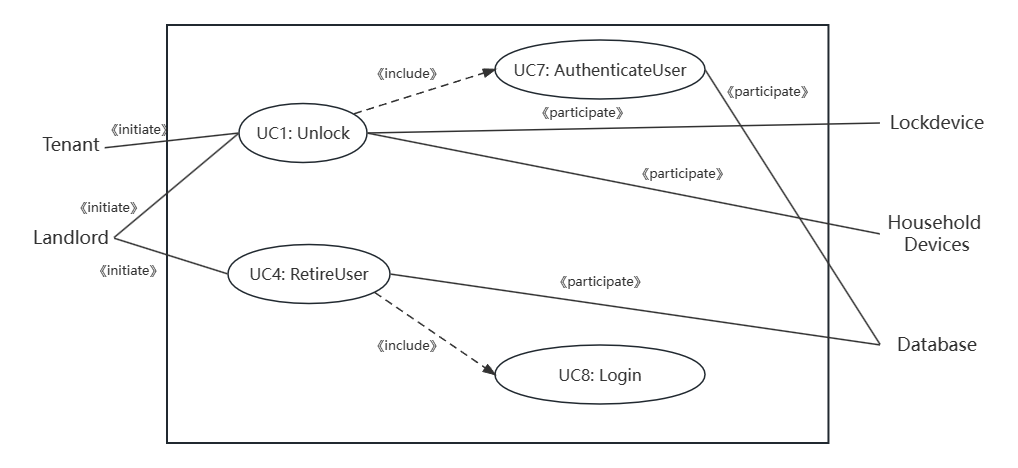 《include》
UC7: AuthenticateUser
《participate》
《participate》
《initiate》
UC1: Unlock
Lockdevice
Tenant
《participate》
《initiate》
Landlord
Household
Devices
《initiate》
UC4: RetireUser
《participate》
《include》
Database
UC8: Login